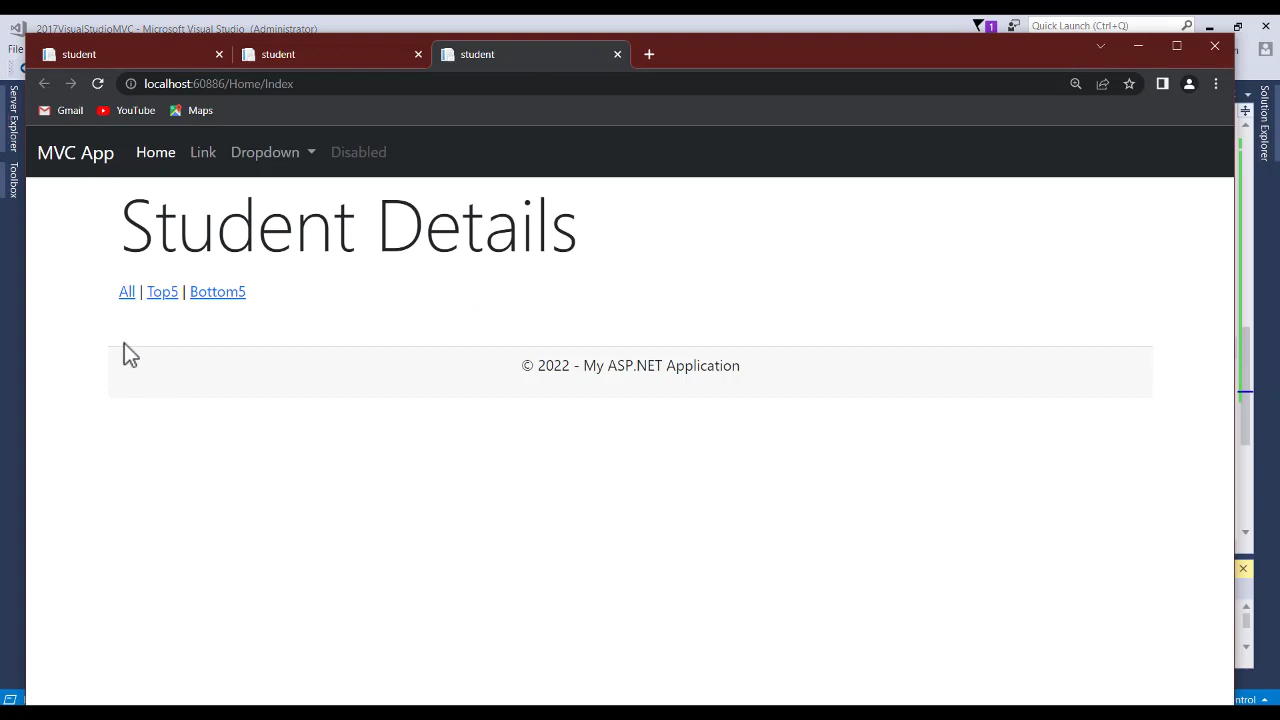 2017VisualStudioMVC - Microsoft Visual Studio (Administrator)
1
Quick Launch (Ctrl+Q)
File
student
student
student
localhost:60886/Home/Index
Gmail
YouTube
Maps
Server Explorer
Toolbox
Solution Explorer
MVC App
Home
Link
Dropdown
Disabled
Student Details
All | Top5 | Bottom5
© 2022 - My ASP.NET Application